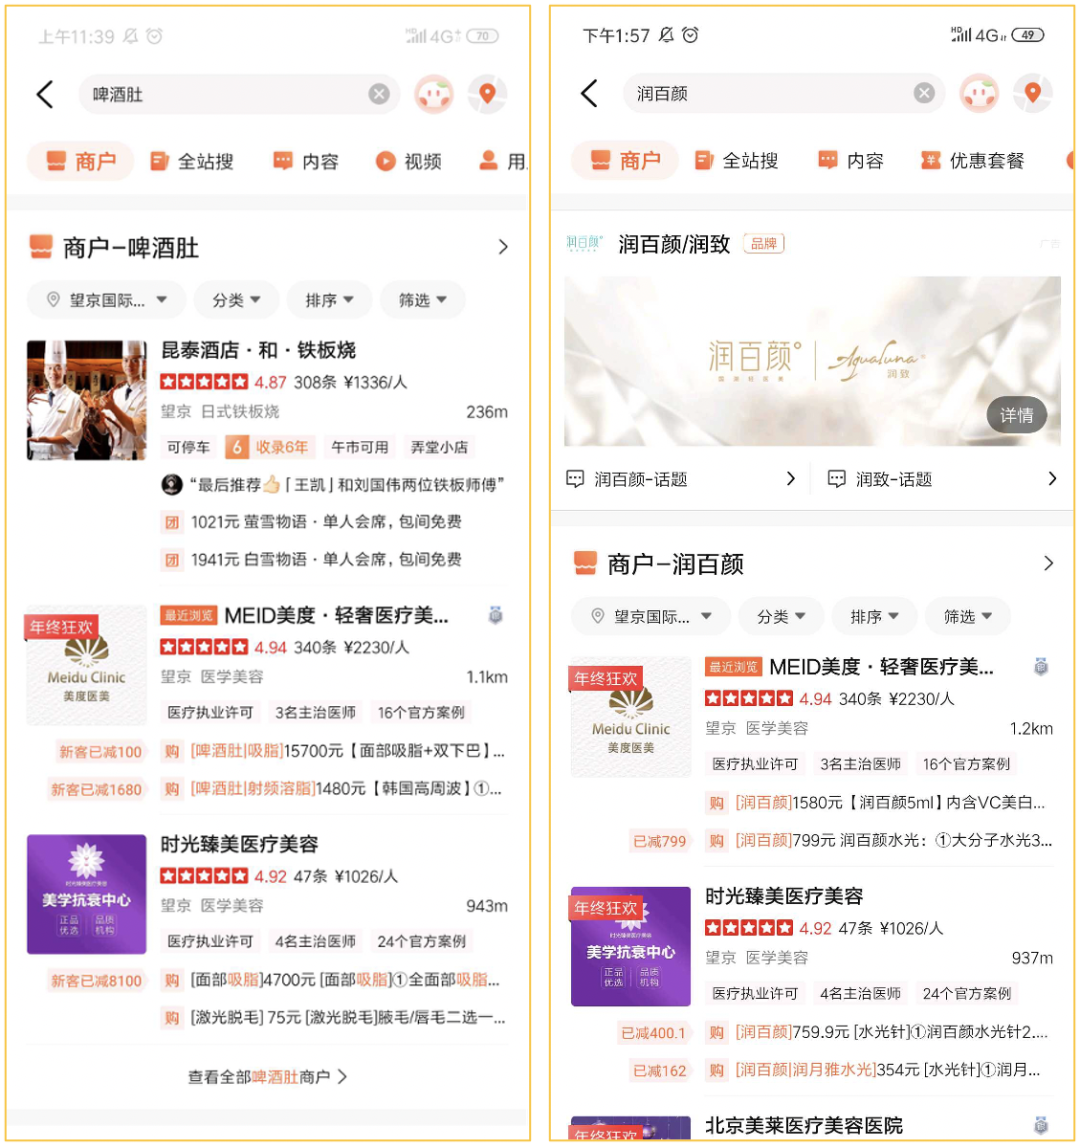 上午11:39
HD 4G 70
啤酒肚
商户
全站搜
内容
视频
用
商户-啤酒肚
望京国际...
分类
排序
筛选
昆泰酒店·和·铁板烧
4.87 308条 ¥1336/人
望京 日式铁板烧 236m
可停车 6 收录6年 午市可用 弄堂小店
“最后推荐👍「王凯」和刘国伟两位铁板师傅”
团 1021元 萤雪物语·单人会席，包间免费
团 1941元 白雪物语·单人会席，包间免费
年终狂欢
Meidu Clinic
美度医美
最近浏览 MEID美度·轻奢医疗美...
4.94 340条 ¥2230/人
望京 医学美容 1.1km
医疗执业许可 3名主治医师 16个官方案例
新客已减100 购 [啤酒肚|吸脂]15700元【面部吸脂+双下巴】...
新客已减1680 购 [啤酒肚|射频溶脂]1480元【韩国高周波】①...
时光臻美医疗美容
美学抗衰中心
正品优选
品质机构
时光臻美医疗美容
4.92 47条 ¥1026/人
望京 医学美容 943m
医疗执业许可 4名主治医师 24个官方案例
新客已减8100 购 [面部吸脂]4700元 [面部吸脂]①全面部吸脂...
购 [激光脱毛] 75元 [激光脱毛]腋毛/唇毛二选一...
查看全部啤酒肚商户
下午1:57
HD 4G 49
润百颜
商户
全站搜
内容
优惠套餐
润百颜
润百颜/润致 品牌
广告
润百颜
Aqualuna
润致
详情
润百颜-话题
润致-话题
商户-润百颜
望京国际...
分类
排序
筛选
年终狂欢
Meidu Clinic
美度医美
最近浏览 MEID美度·轻奢医疗美...
4.94 340条 ¥2230/人
望京 医学美容 1.2km
医疗执业许可 3名主治医师 16个官方案例
购 [润百颜]1580元【润百颜5ml】内含VC美白...
已减799 购 [润百颜]799元 润百颜水光：①大分子水光3...
年终狂欢
美学抗衰中心
正品优选
品质机构
时光臻美医疗美容
4.92 47条 ¥1026/人
望京 医学美容 937m
医疗执业许可 4名主治医师 24个官方案例
已减400.1 购 [润百颜]759.9元 [水光针]①润百颜水光针2....
已减162 购 [润百颜|润月雅水光]354元 [水光针]①润月...
年终狂欢
北京美莱医疗美容医院